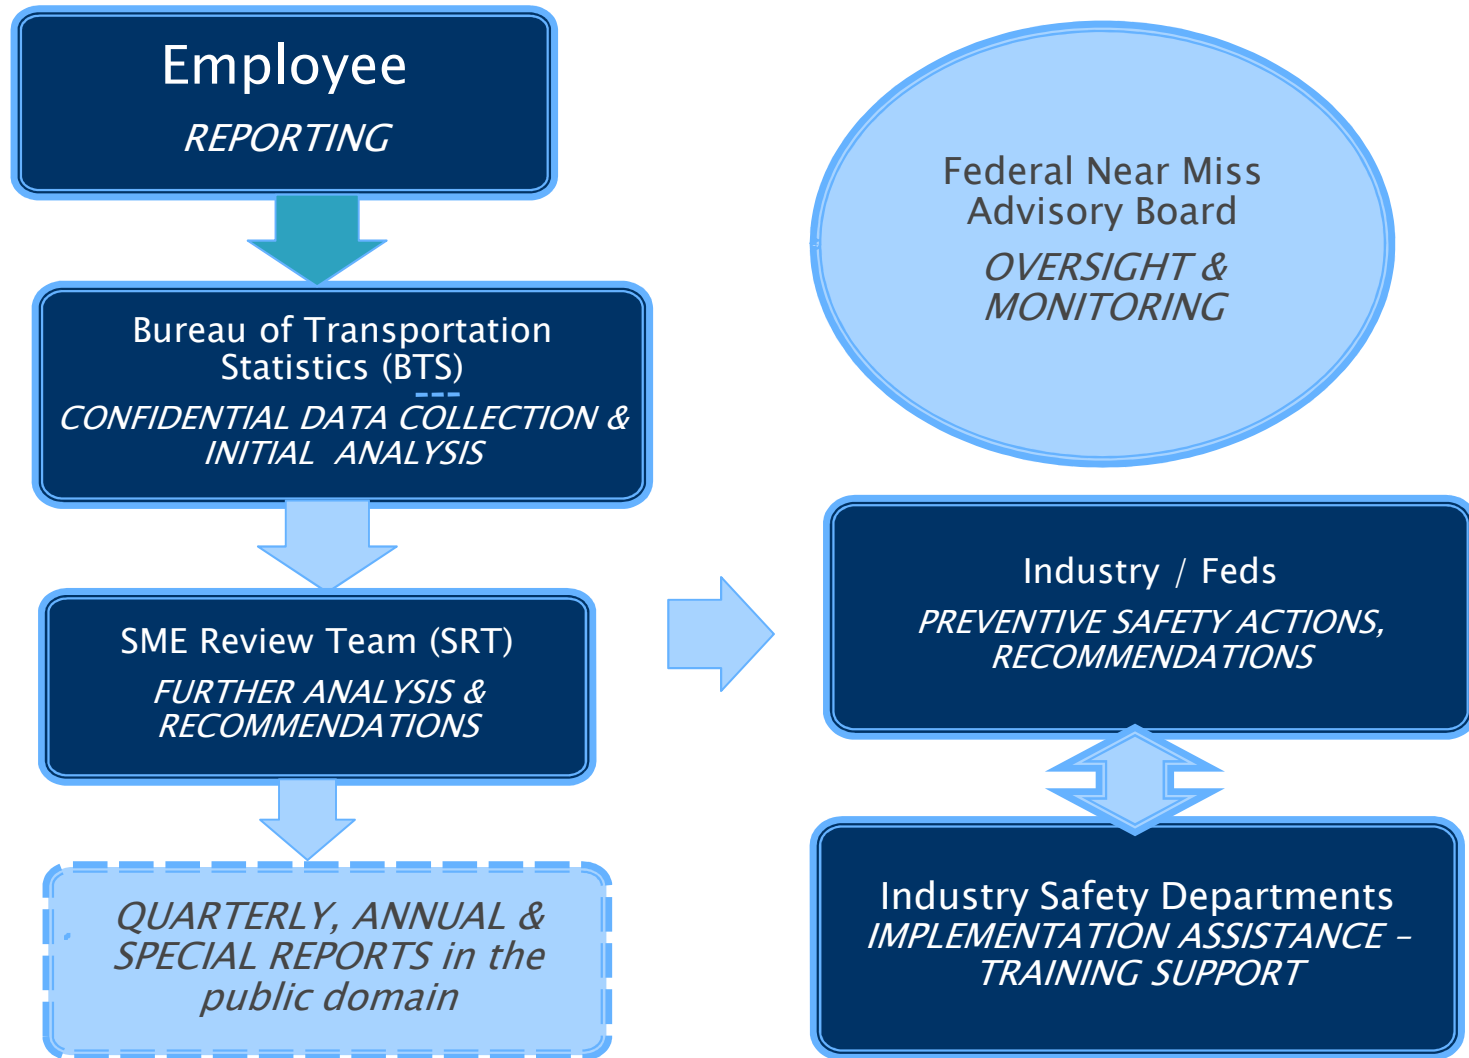 Employee
REPORTING
Bureau of Transportation
Statistics (BTS)
CONFIDENTIAL DATA COLLECTION &
INITIAL ANALYSIS
SME Review Team (SRT)
FURTHER ANALYSIS &
RECOMMENDATIONS
QUARTERLY, ANNUAL &
SPECIAL REPORTS in the
public domain
Federal Near Miss
Advisory Board
OVERSIGHT &
MONITORING
Industry / Feds
PREVENTIVE SAFETY ACTIONS,
RECOMMENDATIONS
Industry Safety Departments
IMPLEMENTATION ASSISTANCE –
TRAINING SUPPORT